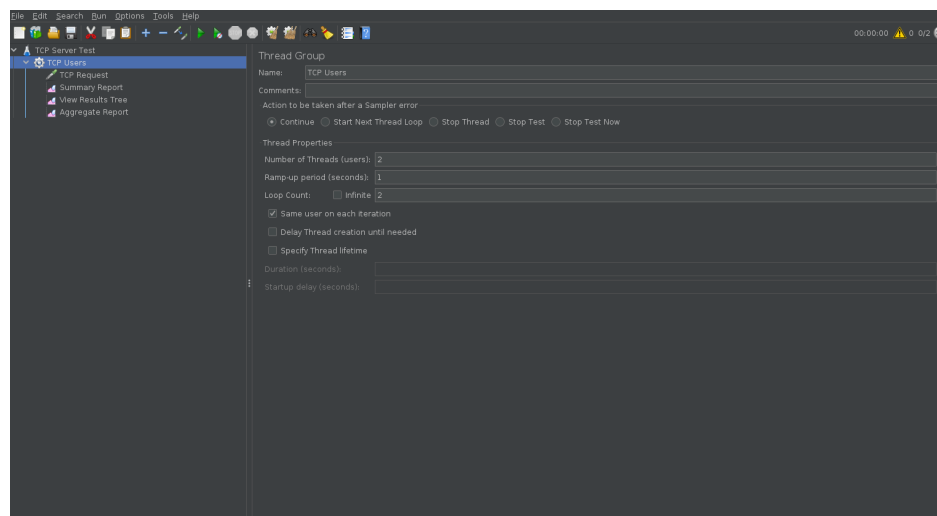 File Edit Search Run Options Tools Help
00:00:00 0 0/2
TCP Server Test
TCP Users
TCP Request
Summary Report
View Results Tree
Aggregate Report
Thread Group
Name: TCP Users
Comments:
Action to be taken after a Sampler error
Continue Start Next Thread Loop Stop Thread Stop Test Stop Test Now
Thread Properties
Number of Threads (users): 2
Ramp-up period (seconds): 1
Loop Count: Infinite 2
Same user on each iteration
Delay Thread creation until needed
Specify Thread lifetime
Duration (seconds):
Startup delay (seconds):